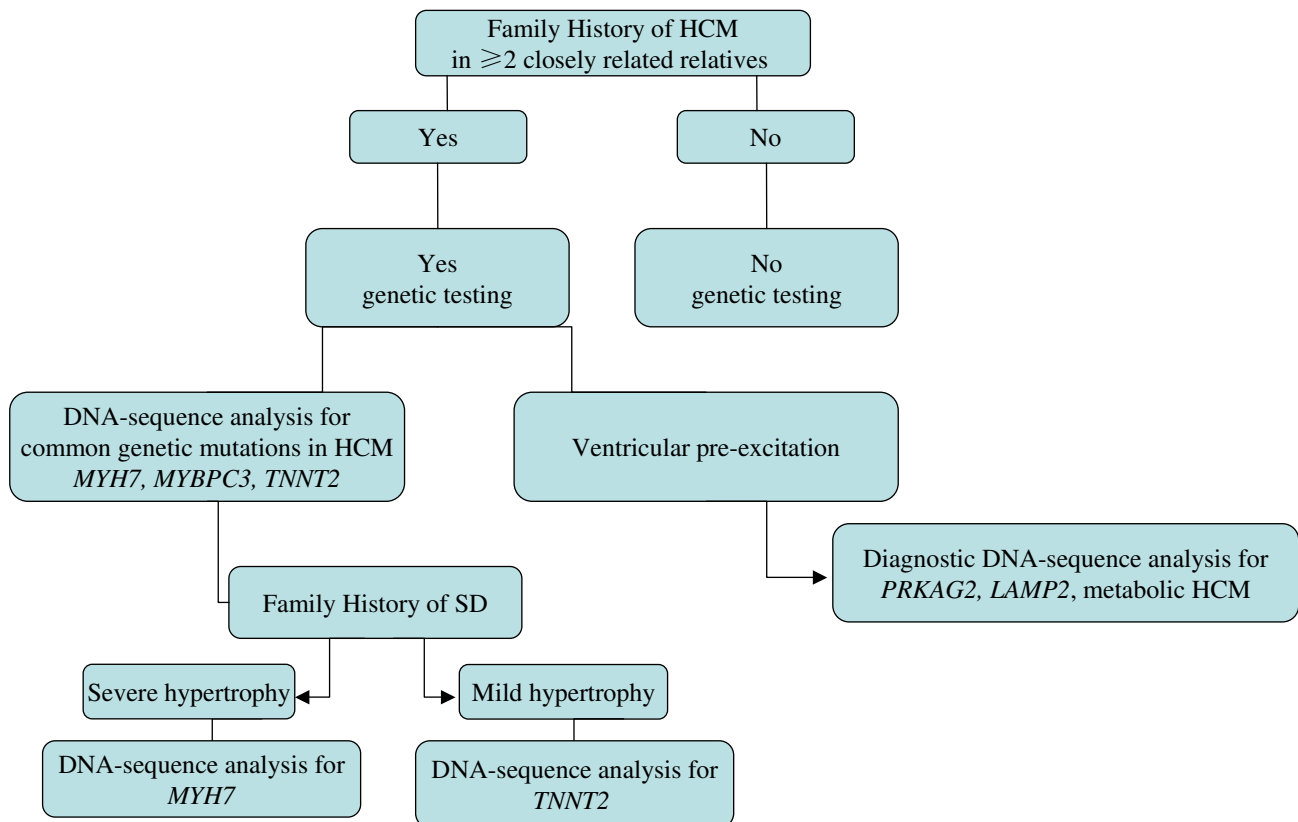 Family History of HCM
in ⩾2 closely related relatives
Yes
No
Yes
genetic testing
No
genetic testing
DNA-sequence analysis for
common genetic mutations in HCM
MYH7, MYBPC3, TNNT2
Ventricular pre-excitation
Diagnostic DNA-sequence analysis for
PRKAG2, LAMP2, metabolic HCM
Family History of SD
Severe hypertrophy
Mild hypertrophy
DNA-sequence analysis for
MYH7
DNA-sequence analysis for
TNNT2